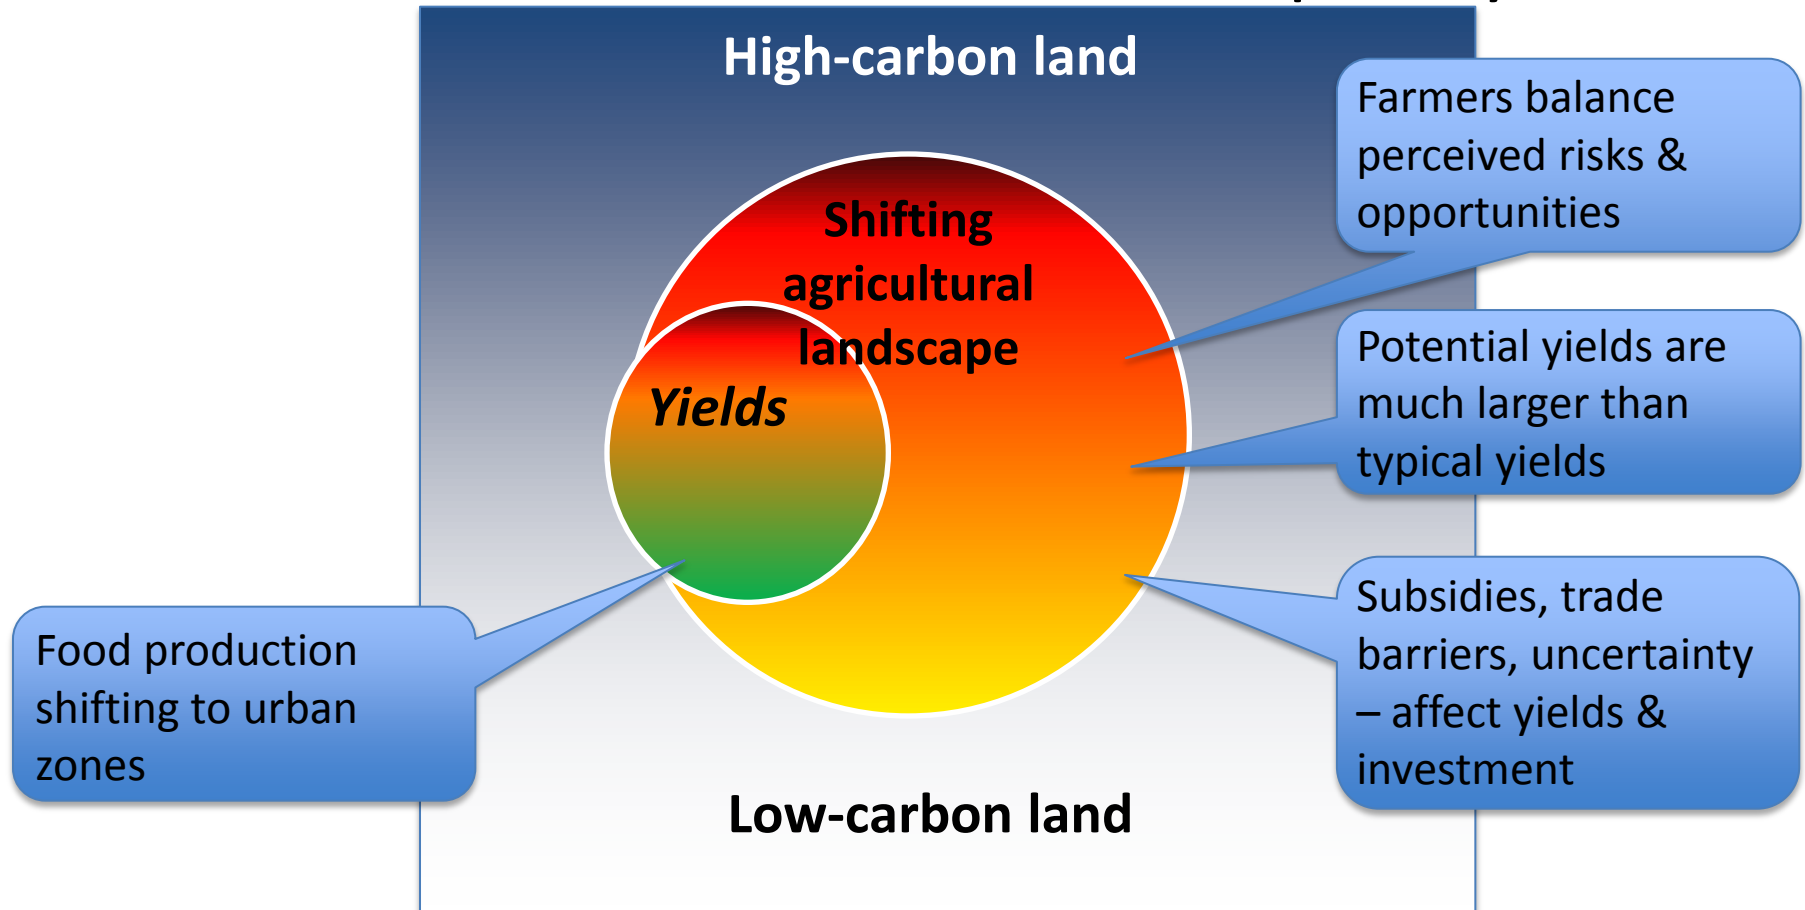 High-carbon land
Farmers balance
perceived risks &
opportunities
Shifting
agricultural
landscape
Yields
Potential yields are
much larger than
typical yields
Subsidies, trade
barriers, uncertainty
– affect yields &
investment
Food production
shifting to urban
zones
Low-carbon land